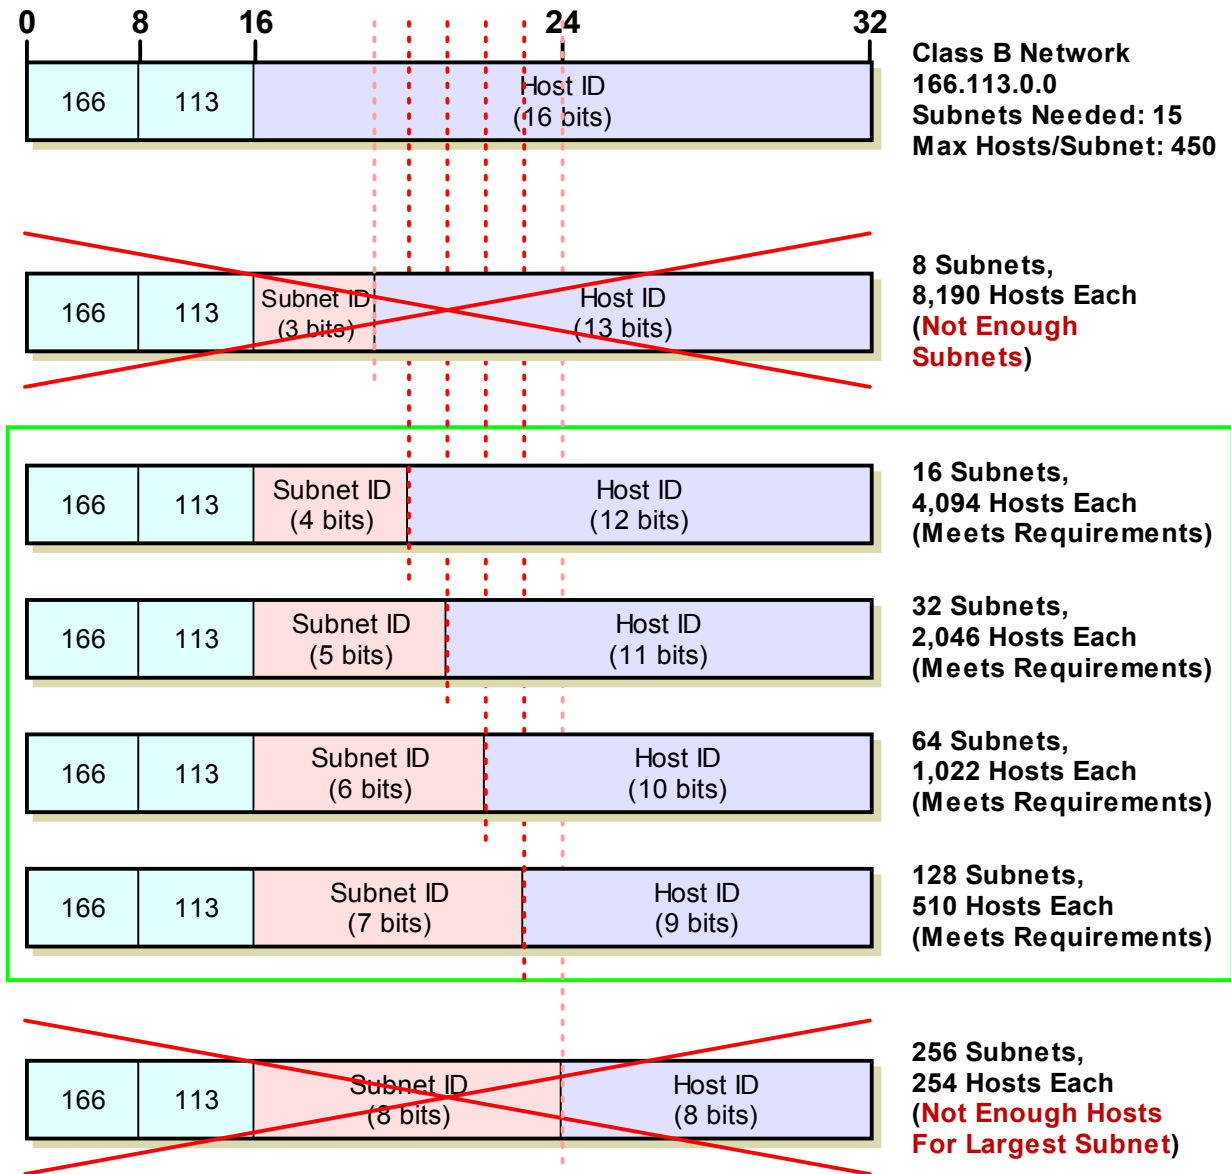 0 8 16 24 32
166 113 Host ID
(16 bits)
Class B Network
166.113.0.0
Subnets Needed: 15
Max Hosts/Subnet: 450
166 113 Subnet ID
(3 bits)
Host ID
(13 bits)
8 Subnets,
8,190 Hosts Each
(Not Enough
Subnets)
166 113 Subnet ID
(4 bits)
Host ID
(12 bits)
16 Subnets,
4,094 Hosts Each
(Meets Requirements)
166 113 Subnet ID
(5 bits)
Host ID
(11 bits)
32 Subnets,
2,046 Hosts Each
(Meets Requirements)
166 113 Subnet ID
(6 bits)
Host ID
(10 bits)
64 Subnets,
1,022 Hosts Each
(Meets Requirements)
166 113 Subnet ID
(7 bits)
Host ID
(9 bits)
128 Subnets,
510 Hosts Each
(Meets Requirements)
166 113 Subnet ID
(8 bits)
Host ID
(8 bits)
256 Subnets,
254 Hosts Each
(Not Enough Hosts
For Largest Subnet)